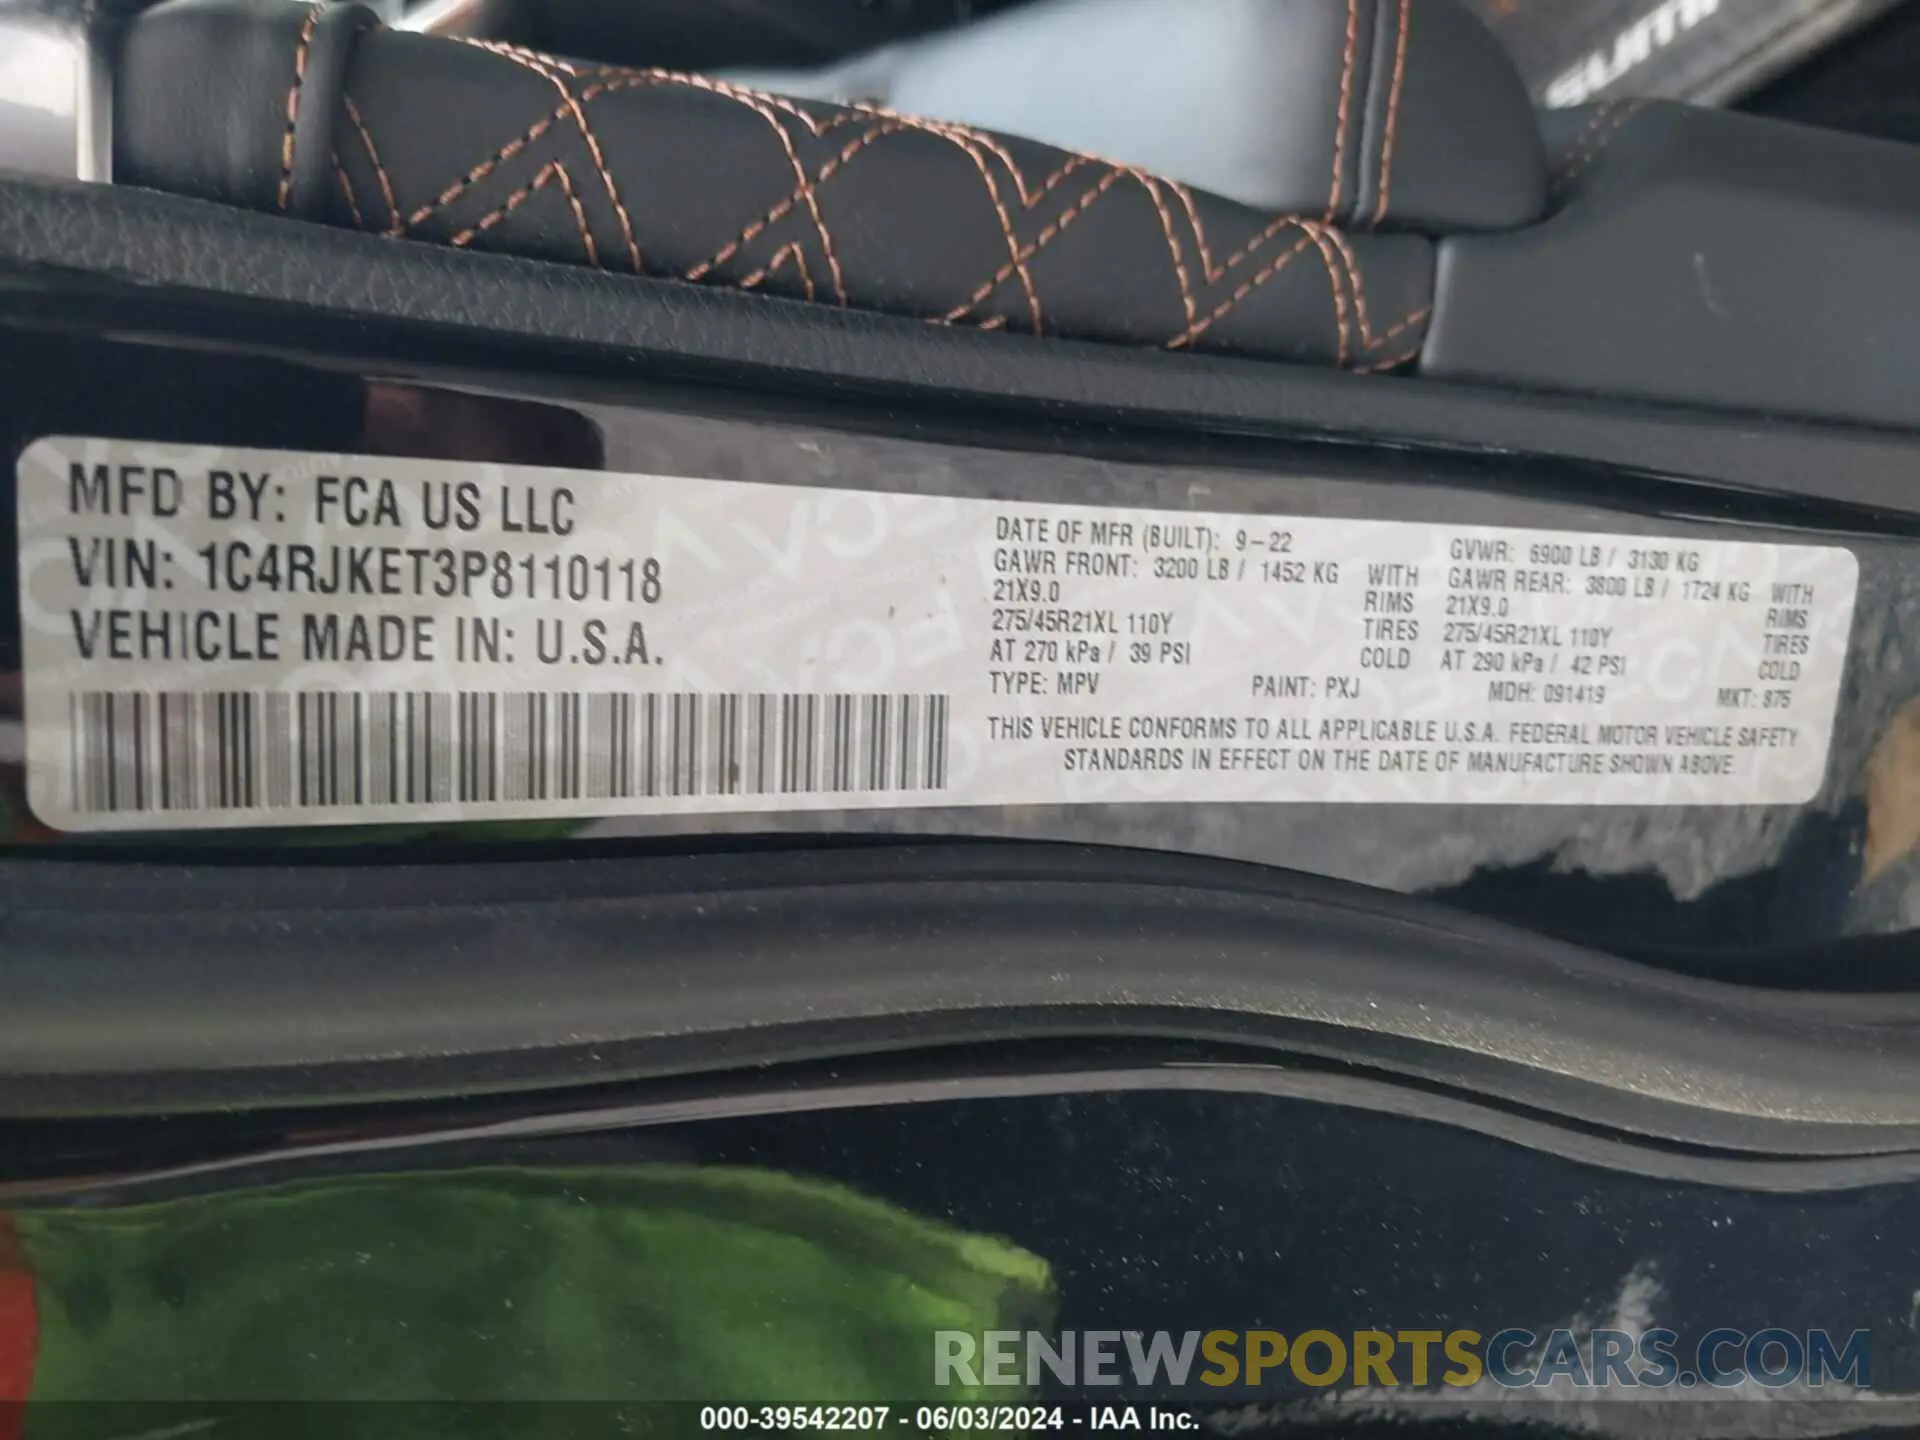 MFD BY: FCA US LLC
VIN: 1C4RJKET3P8110118
VEHICLE MADE IN: U.S.A.
DATE OF MFR (BUILT): 9-22 GVWR: 6900 LB / 3130 KG
GAWR FRONT: 3200 LB / 1452 KG WITH GAWR REAR: 3800 LB / 1724 KG WITH
21X9.0 RIMS 21X9.0 RIMS
275/45R21XL 110Y TIRES 275/45R21XL 110Y TIRES
AT 270 kPa / 39 PSI COLD AT 290 kPa / 42 PSI COLD
TYPE: MPV PAINT: PXJ MDH: 091419 MKT: 875
THIS VEHICLE CONFORMS TO ALL APPLICABLE U.S.A. FEDERAL MOTOR VEHICLE SAFETY
STANDARDS IN EFFECT ON THE DATE OF MANUFACTURE SHOWN ABOVE.
RENEWSPORTSCARS.COM
000-39542207 - 06/03/2024 - IAA Inc.